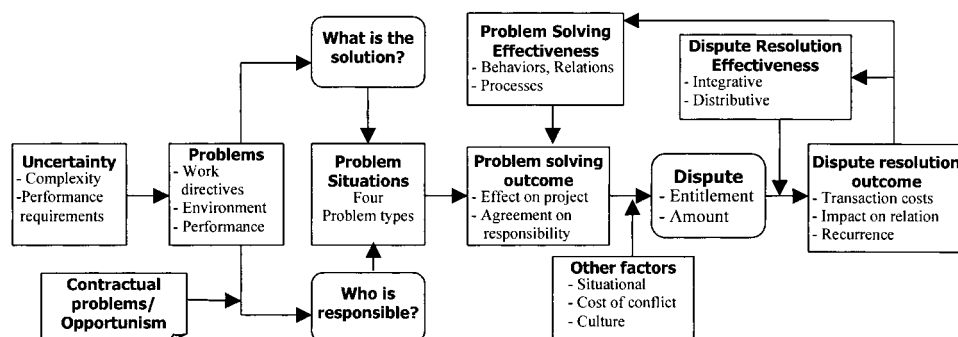 What is the
solution?
Problem Solving
Effectiveness
- Behaviors, Relations
- Processes
Dispute Resolution
Effectiveness
- Integrative
- Distributive
Uncertainty
- Complexity
-Performance
requirements
Problems
- Work
directives
- Environment
- Performance
Problem
Situations
Four
Problem types
Problem solving
outcome
- Effect on project
- Agreement on
responsibility
Dispute
- Entitlement
- Amount
Dispute resolution
outcome
- Transaction costs
- Impact on relation
- Recurrence
Contractual
problems/
Opportunism
Who is
responsible?
Other factors
- Situational
- Cost of conflict
- Culture